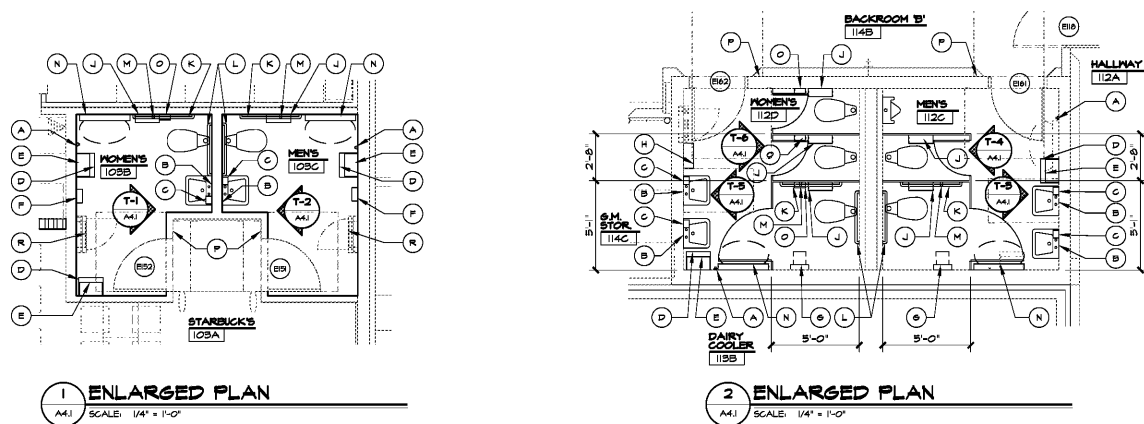 N J M O K L K M J N
A
E
D
F
R
D
E
WOMEN'S
103B
MEN'S
103C
B
C
C
B
T-1
A4.1
T-2
A4.1
P
E152
E151
A
E
D
F
R
STARBUCK'S
103A
1
A4.1
ENLARGED PLAN
SCALE: 1/4" = 1'-0"
BACKROOM 'B'
114B
E118
P
O
J
P
HALLWAY
112A
E162
E161
WOMEN'S
112D
MEN'S
112C
A
T-6
A4.1
T-4
A4.1
2'-8"
H
O
J
J
D
E
2'-8"
C
B
C
B
T-5
A4.1
K
M
O
J
J
K
M
C
B
C
B
5'-1"
G.M.
STOR.
114C
5'-1"
D E A N G L G N
DAIRY
COOLER
113B
5'-0"
5'-0"
2
A4.1
ENLARGED PLAN
SCALE: 1/4" = 1'-0"